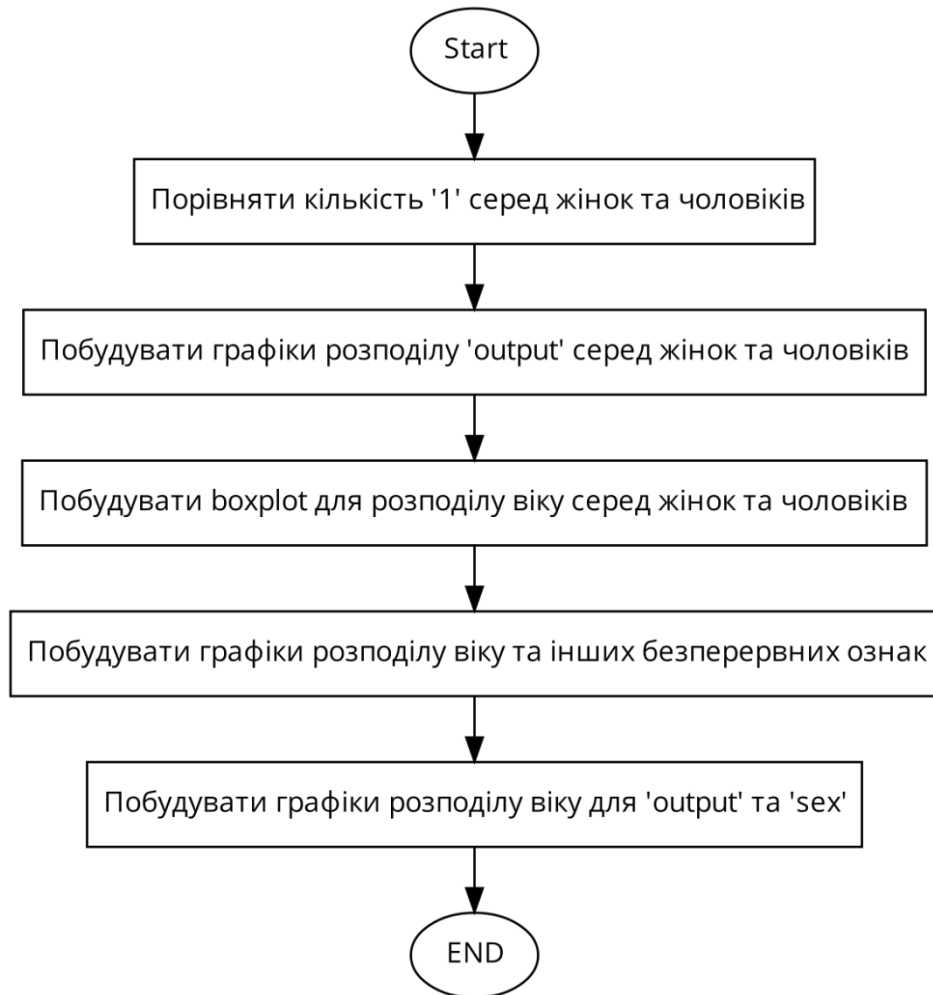 Start
Порівняти кількість '1' серед жінок та чоловіків
Побудувати графіки розподілу 'output' серед жінок та чоловіків
Побудувати boxplot для розподілу віку серед жінок та чоловіків
Побудувати графіки розподілу віку та інших безперервних ознак
Побудувати графіки розподілу віку для 'output' та 'sex'
END